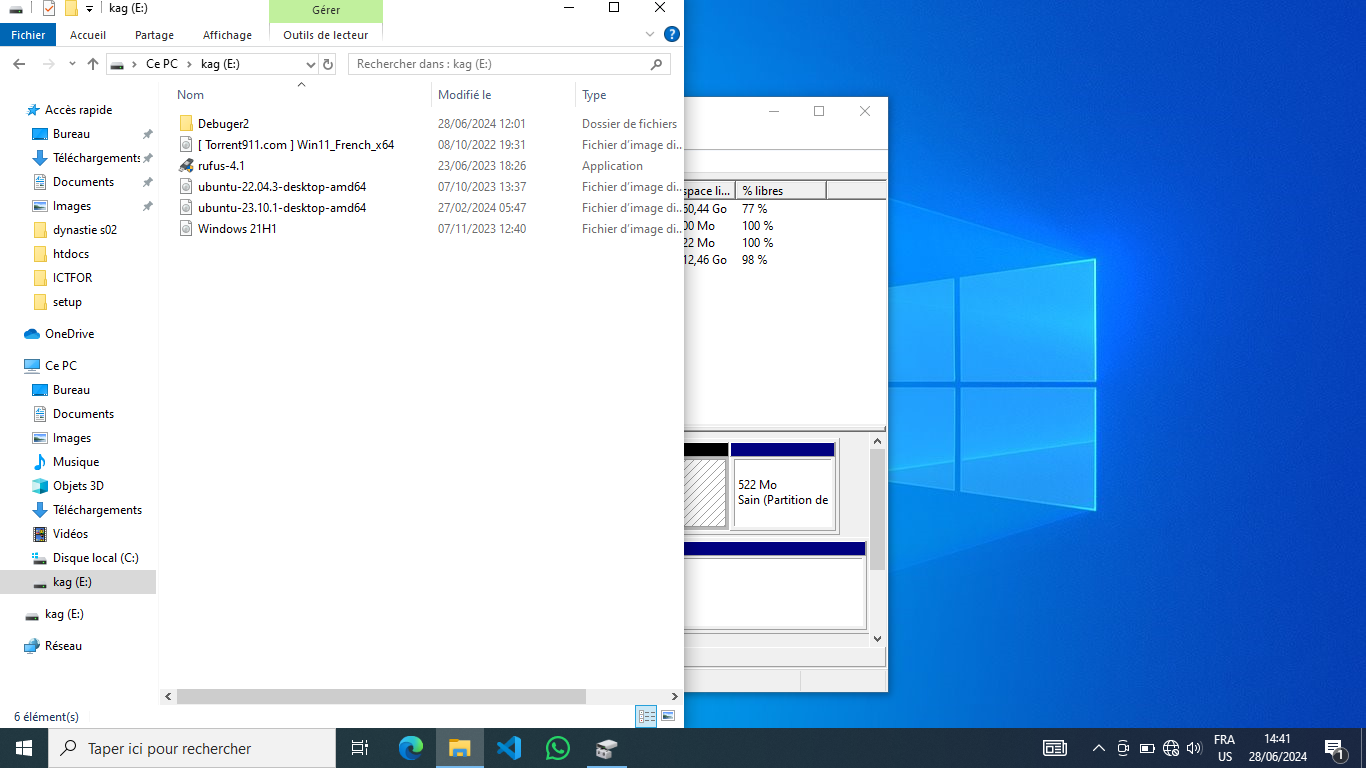 kag (E:)
Gérer
Fichier
Accueil
Partage
Affichage
Outils de lecteur
?
Ce PC
kag (E:)
Rechercher dans : kag (E:)
Accès rapide
Bureau
Téléchargements
Documents
Images
dynastie s02
htdocs
ICTFOR
setup
OneDrive
Ce PC
Bureau
Documents
Images
Musique
Objets 3D
Téléchargements
Vidéos
Disque local (C:)
kag (E:)
kag (E:)
Réseau
Nom Modifié le Type
Debuger2 28/06/2024 12:01 Dossier de fichiers
[ Torrent911.com ] Win11_French_x64 08/10/2022 19:31 Fichier d'image di...
rufus-4.1 23/06/2023 18:26 Application
ubuntu-22.04.3-desktop-amd64 07/10/2023 13:37 Fichier d'image di...
ubuntu-23.10.1-desktop-amd64 27/02/2024 05:47 Fichier d'image di...
Windows 21H1 07/11/2023 12:40 Fichier d'image di...
6 élément(s)
space li... % libres
60,44 Go 77 %
00 Mo 100 %
22 Mo 100 %
12,46 Go 98 %
522 Mo
Sain (Partition de
Taper ici pour rechercher
FRA
US
14:41
28/06/2024
1